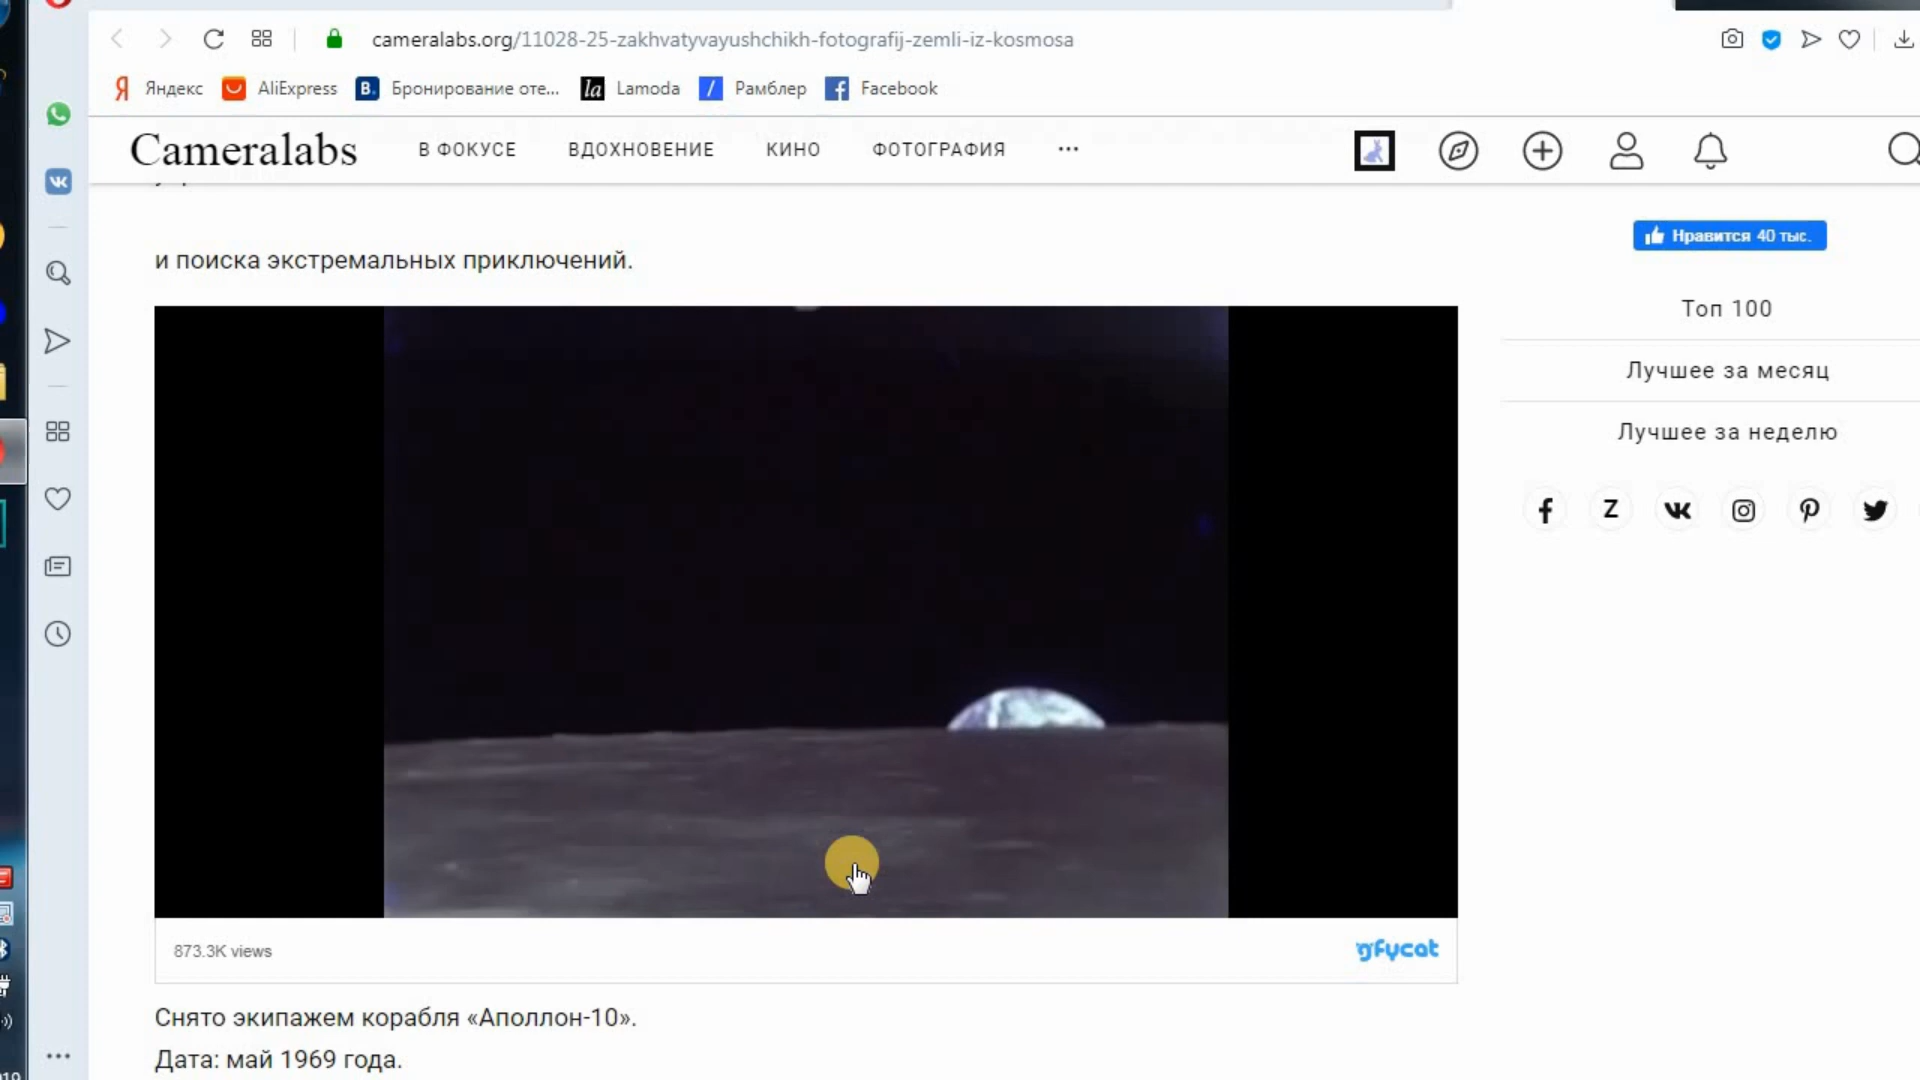 cameralabs.org/11028-25-zakhvatyvayushchikh-fotografij-zemli-iz-kosmosa
Яндекс AliExpress Бронирование оте... Lamoda Рамблер Facebook
Cameralabs В ФОКУСЕ ВДОХНОВЕНИЕ КИНО ФОТОГРАФИЯ ...
и поиска экстремальных приключений.
Нравится 40 тыс.
Топ 100
Лучшее за месяц
Лучшее за неделю
873.3K views gfycat
Снято экипажем корабля «Аполлон-10».
Дата: май 1969 года.